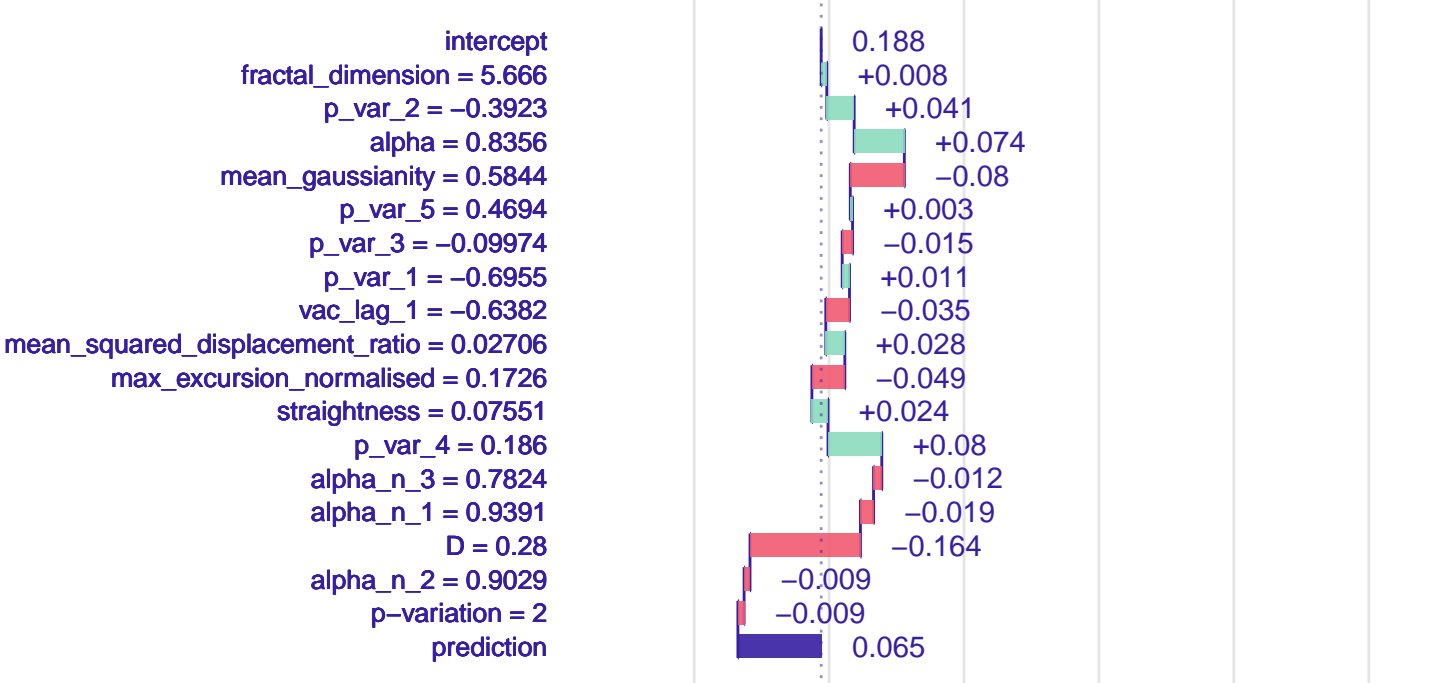 intercept 0.188
fractal_dimension = 5.666 +0.008
p_var_2 = −0.3923 +0.041
alpha = 0.8356 +0.074
mean_gaussianity = 0.5844 −0.08
p_var_5 = 0.4694 +0.003
p_var_3 = −0.09974 −0.015
p_var_1 = −0.6955 +0.011
vac_lag_1 = −0.6382 −0.035
mean_squared_displacement_ratio = 0.02706 +0.028
max_excursion_normalised = 0.1726 −0.049
straightness = 0.07551 +0.024
p_var_4 = 0.186 +0.08
alpha_n_3 = 0.7824 −0.012
alpha_n_1 = 0.9391 −0.019
D = 0.28 −0.164
alpha_n_2 = 0.9029 −0.009
p−variation = 2 −0.009
prediction 0.065